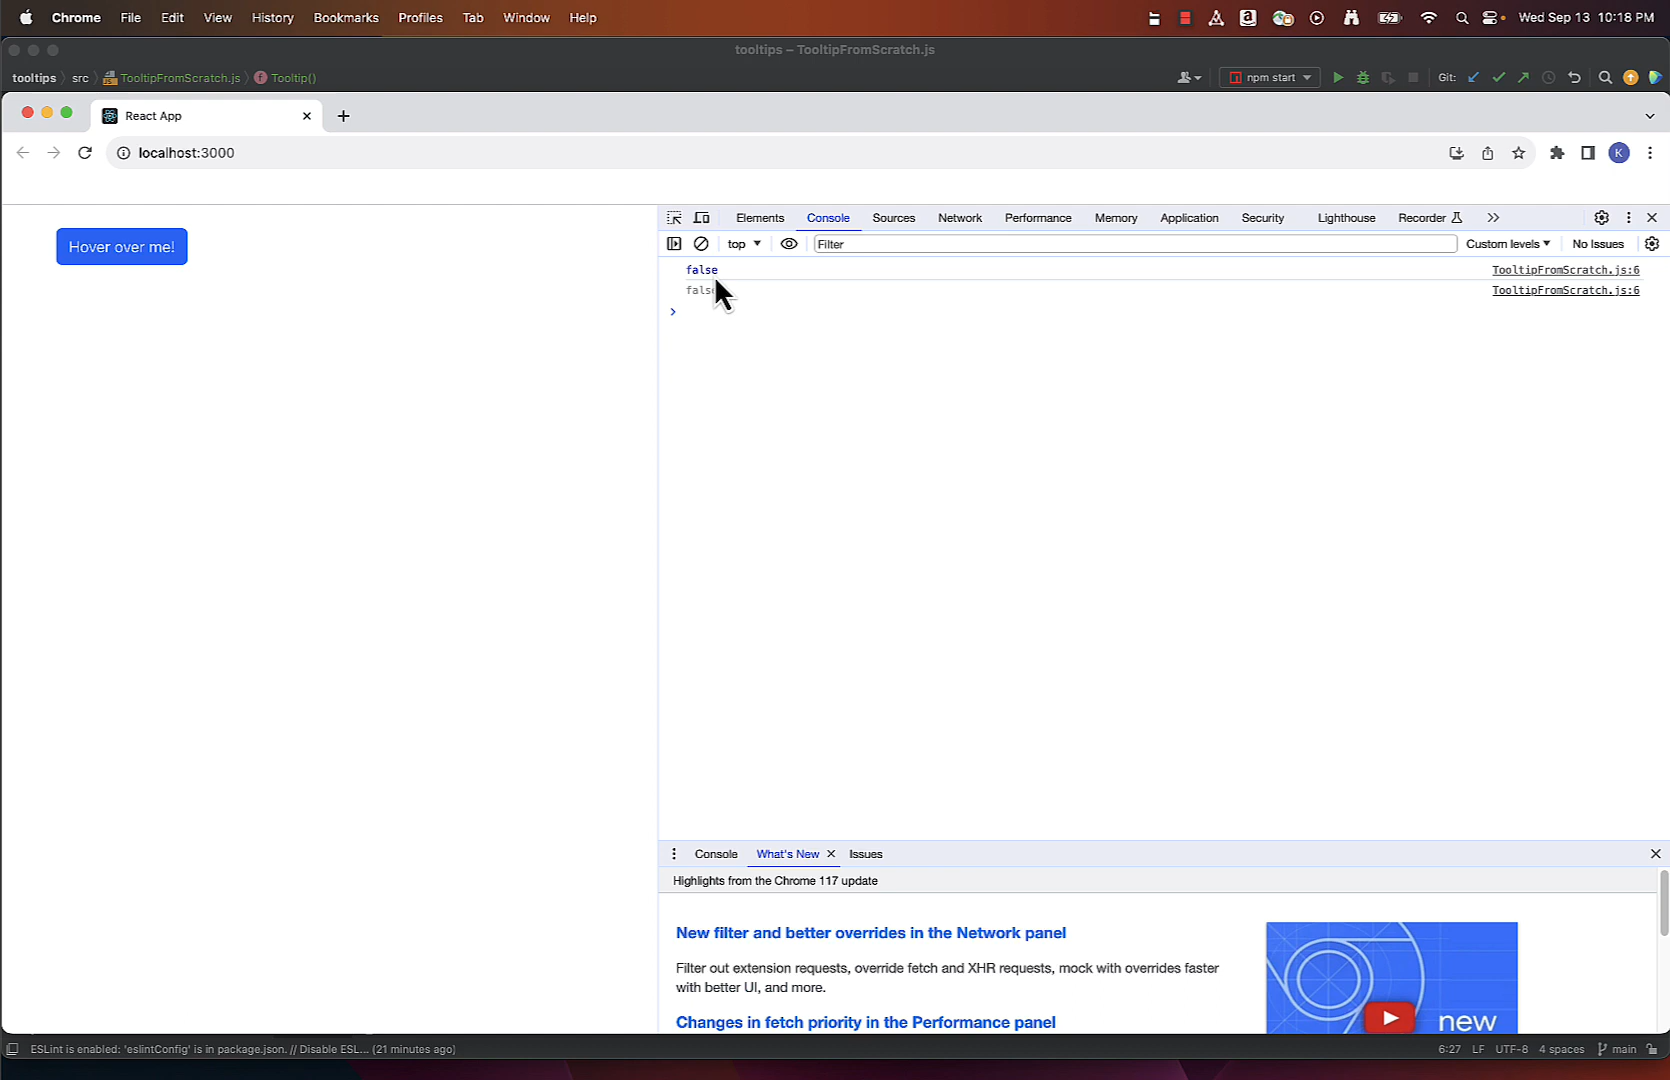 Chrome File Edit View History Bookmarks Profiles Tab Window Help Wed Sep 13 10:18 PM
tooltips – TooltipFromScratch.js
tooltips src TooltipFromScratch.js Tooltip() npm start Git:
React App
localhost:3000 K
Elements Console Sources Network Performance Memory Application Security Lighthouse Recorder
Hover over me!
top Filter Custom levels No Issues
false TooltipFromScratch.js:6
TooltipFromScratch.js:6
Console What's New Issues
Highlights from the Chrome 117 update
New filter and better overrides in the Network panel
Filter out extension requests, override fetch and XHR requests, mock with overrides faster
with better UI, and more.
Changes in fetch priority in the Performance panel
new
ESLint is enabled: 'eslintConfig' is in package.json. // Disable ESL... (21 minutes ago) 6:27 LF UTF-8 4 spaces main